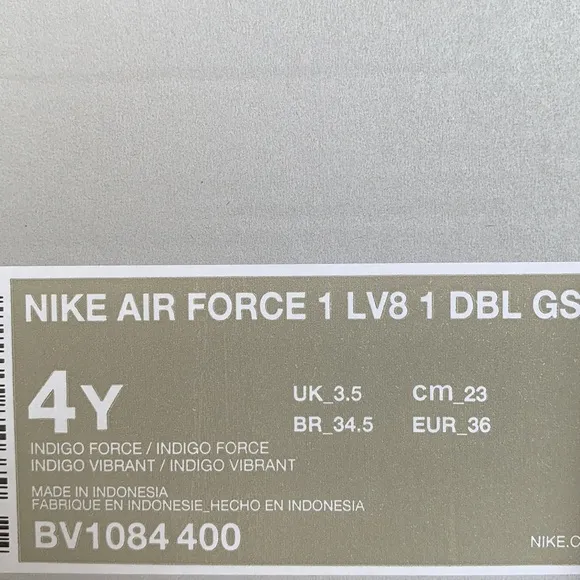 NIKE AIR FORCE 1 LV8 1 DBL GS
4Y
UK_3.5 cm_23
BR_34.5 EUR_36
INDIGO FORCE / INDIGO FORCE
INDIGO VIBRANT / INDIGO VIBRANT
MADE IN INDONESIA
FABRIQUE EN INDONESIE_HECHO EN INDONESIA
BV1084 400
NIKE.C